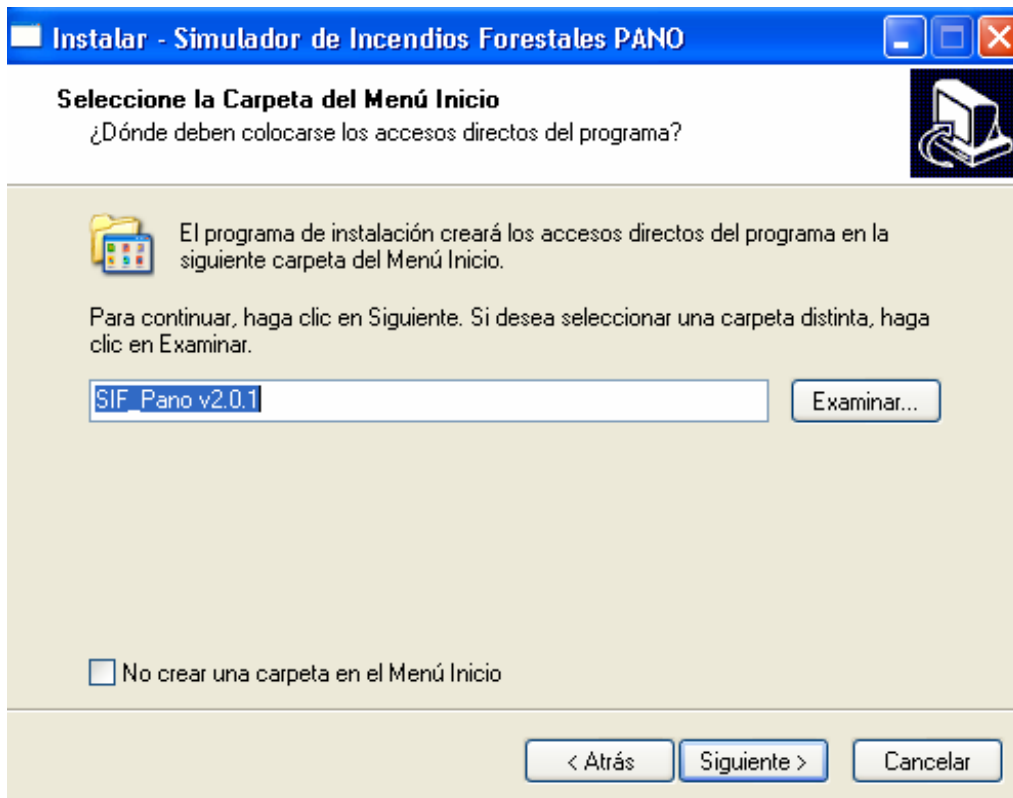 Instalar - Simulador de Incendios Forestales PANO
Seleccione la Carpeta del Menú Inicio
¿Dónde deben colocarse los accesos directos del programa?
El programa de instalación creará los accesos directos del programa en la
siguiente carpeta del Menú Inicio.
Para continuar, haga clic en Siguiente. Si desea seleccionar una carpeta distinta, haga
clic en Examinar.
SIF_Pano v2.0.1
Examinar...
No crear una carpeta en el Menú Inicio
< Atrás
Siguiente >
Cancelar